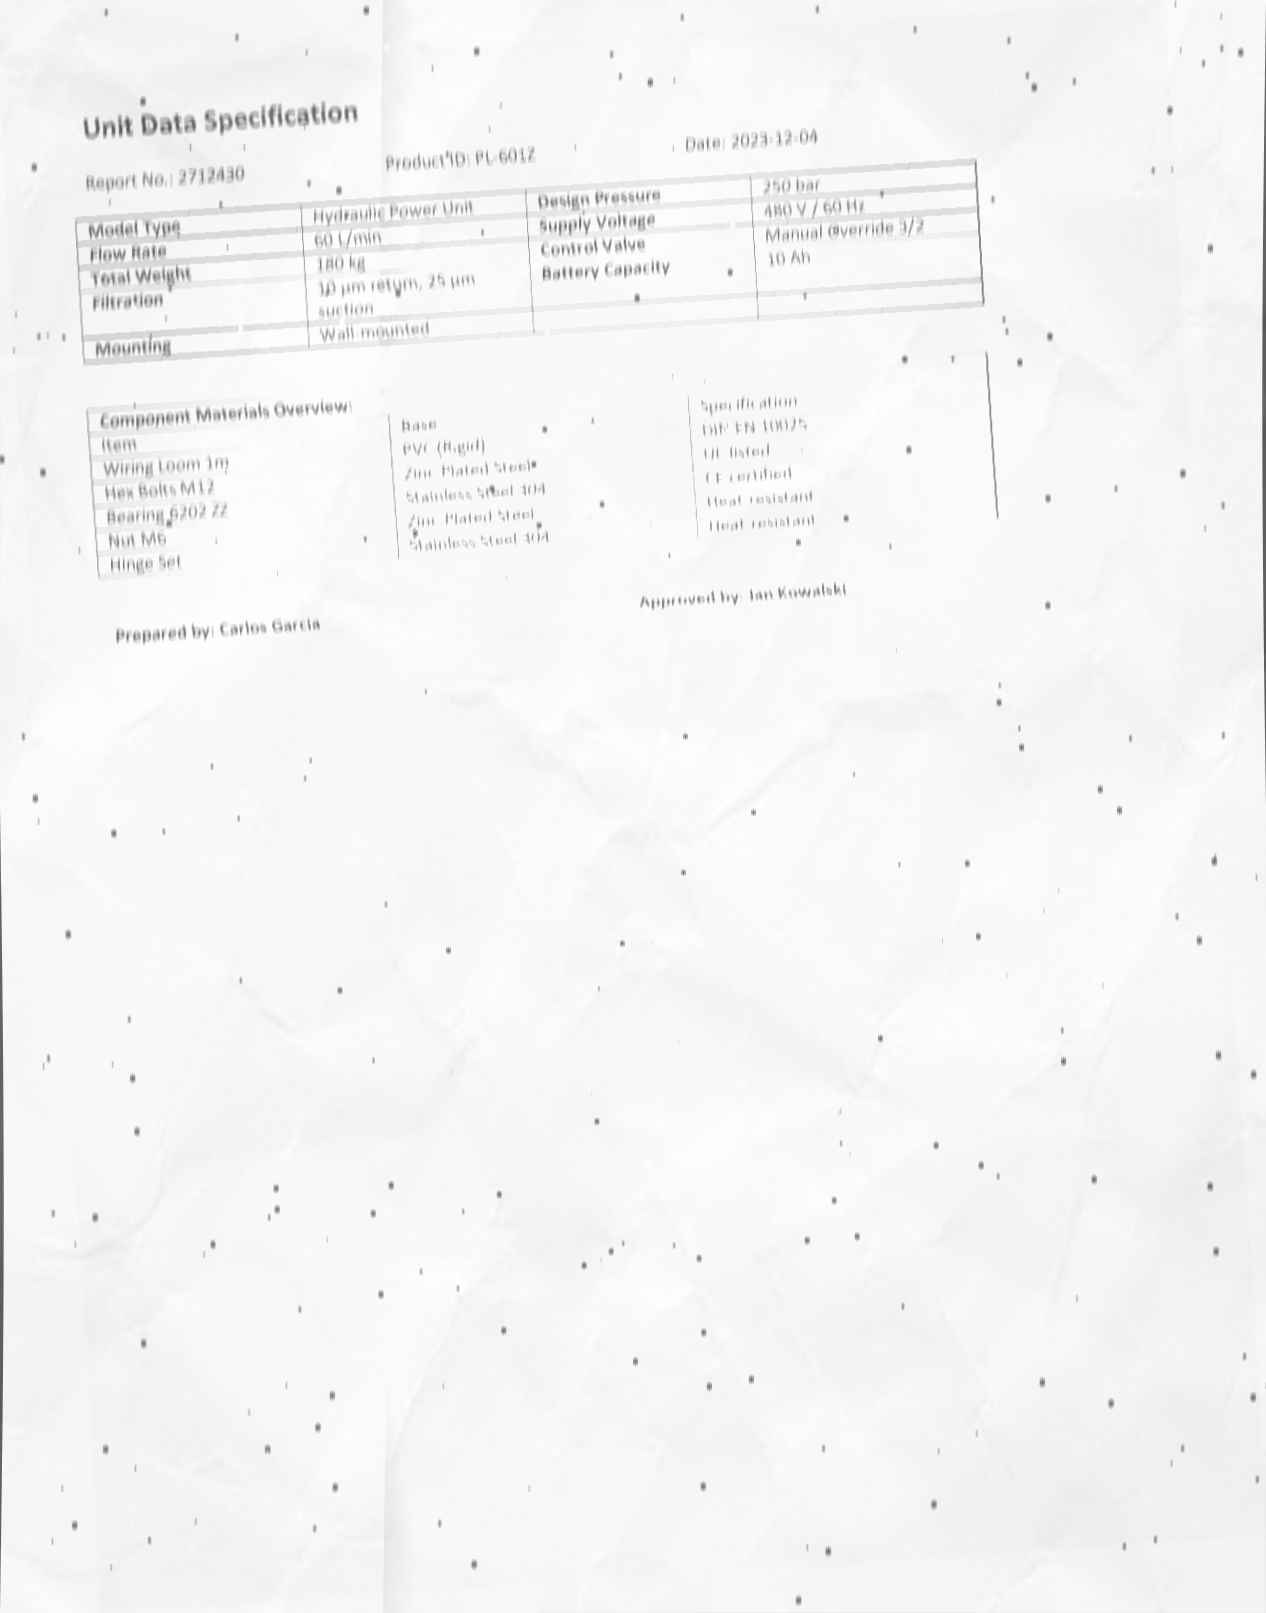 Unit Data Specification
Report No.: 2712430 Product ID: PL-601Z Date: 2023-12-04
Model Type Hydraulic Power Unit Design Pressure 250 bar
Flow Rate 60 L/min Supply Voltage 480 V / 60 Hz
Total Weight 180 kg Control Valve Manual Override 3/2
Filtration 10 µm return, 25 µm suction Battery Capacity 10 Ah
Mounting Wall-mounted
Component Materials Overview:
Item Base Specification
Wiring Loom 1m PVC (Rigid) DIN EN 10025
Hex Bolts M12 Zinc-Plated Steel UL listed
Bearing 6202 ZZ Stainless Steel 304 CE certified
Nut M6 Zinc-Plated Steel Heat-resistant
Hinge Set Stainless Steel 304 Heat-resistant
Prepared by: Carlos Garcia Approved by: Jan Kowalski